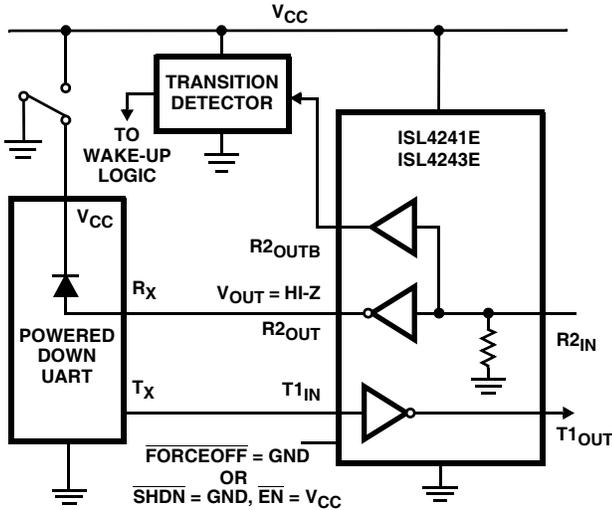 VCC
TRANSITION
DETECTOR
TO
WAKE-UP
LOGIC
ISL4241E
ISL4243E
VCC
R2OUTB
RX
VOUT = HI-Z
R2OUT
R2IN
POWERED
DOWN
UART
TX
T1IN
T1OUT
FORCEOFF = GND
OR
SHDN = GND, EN = VCC